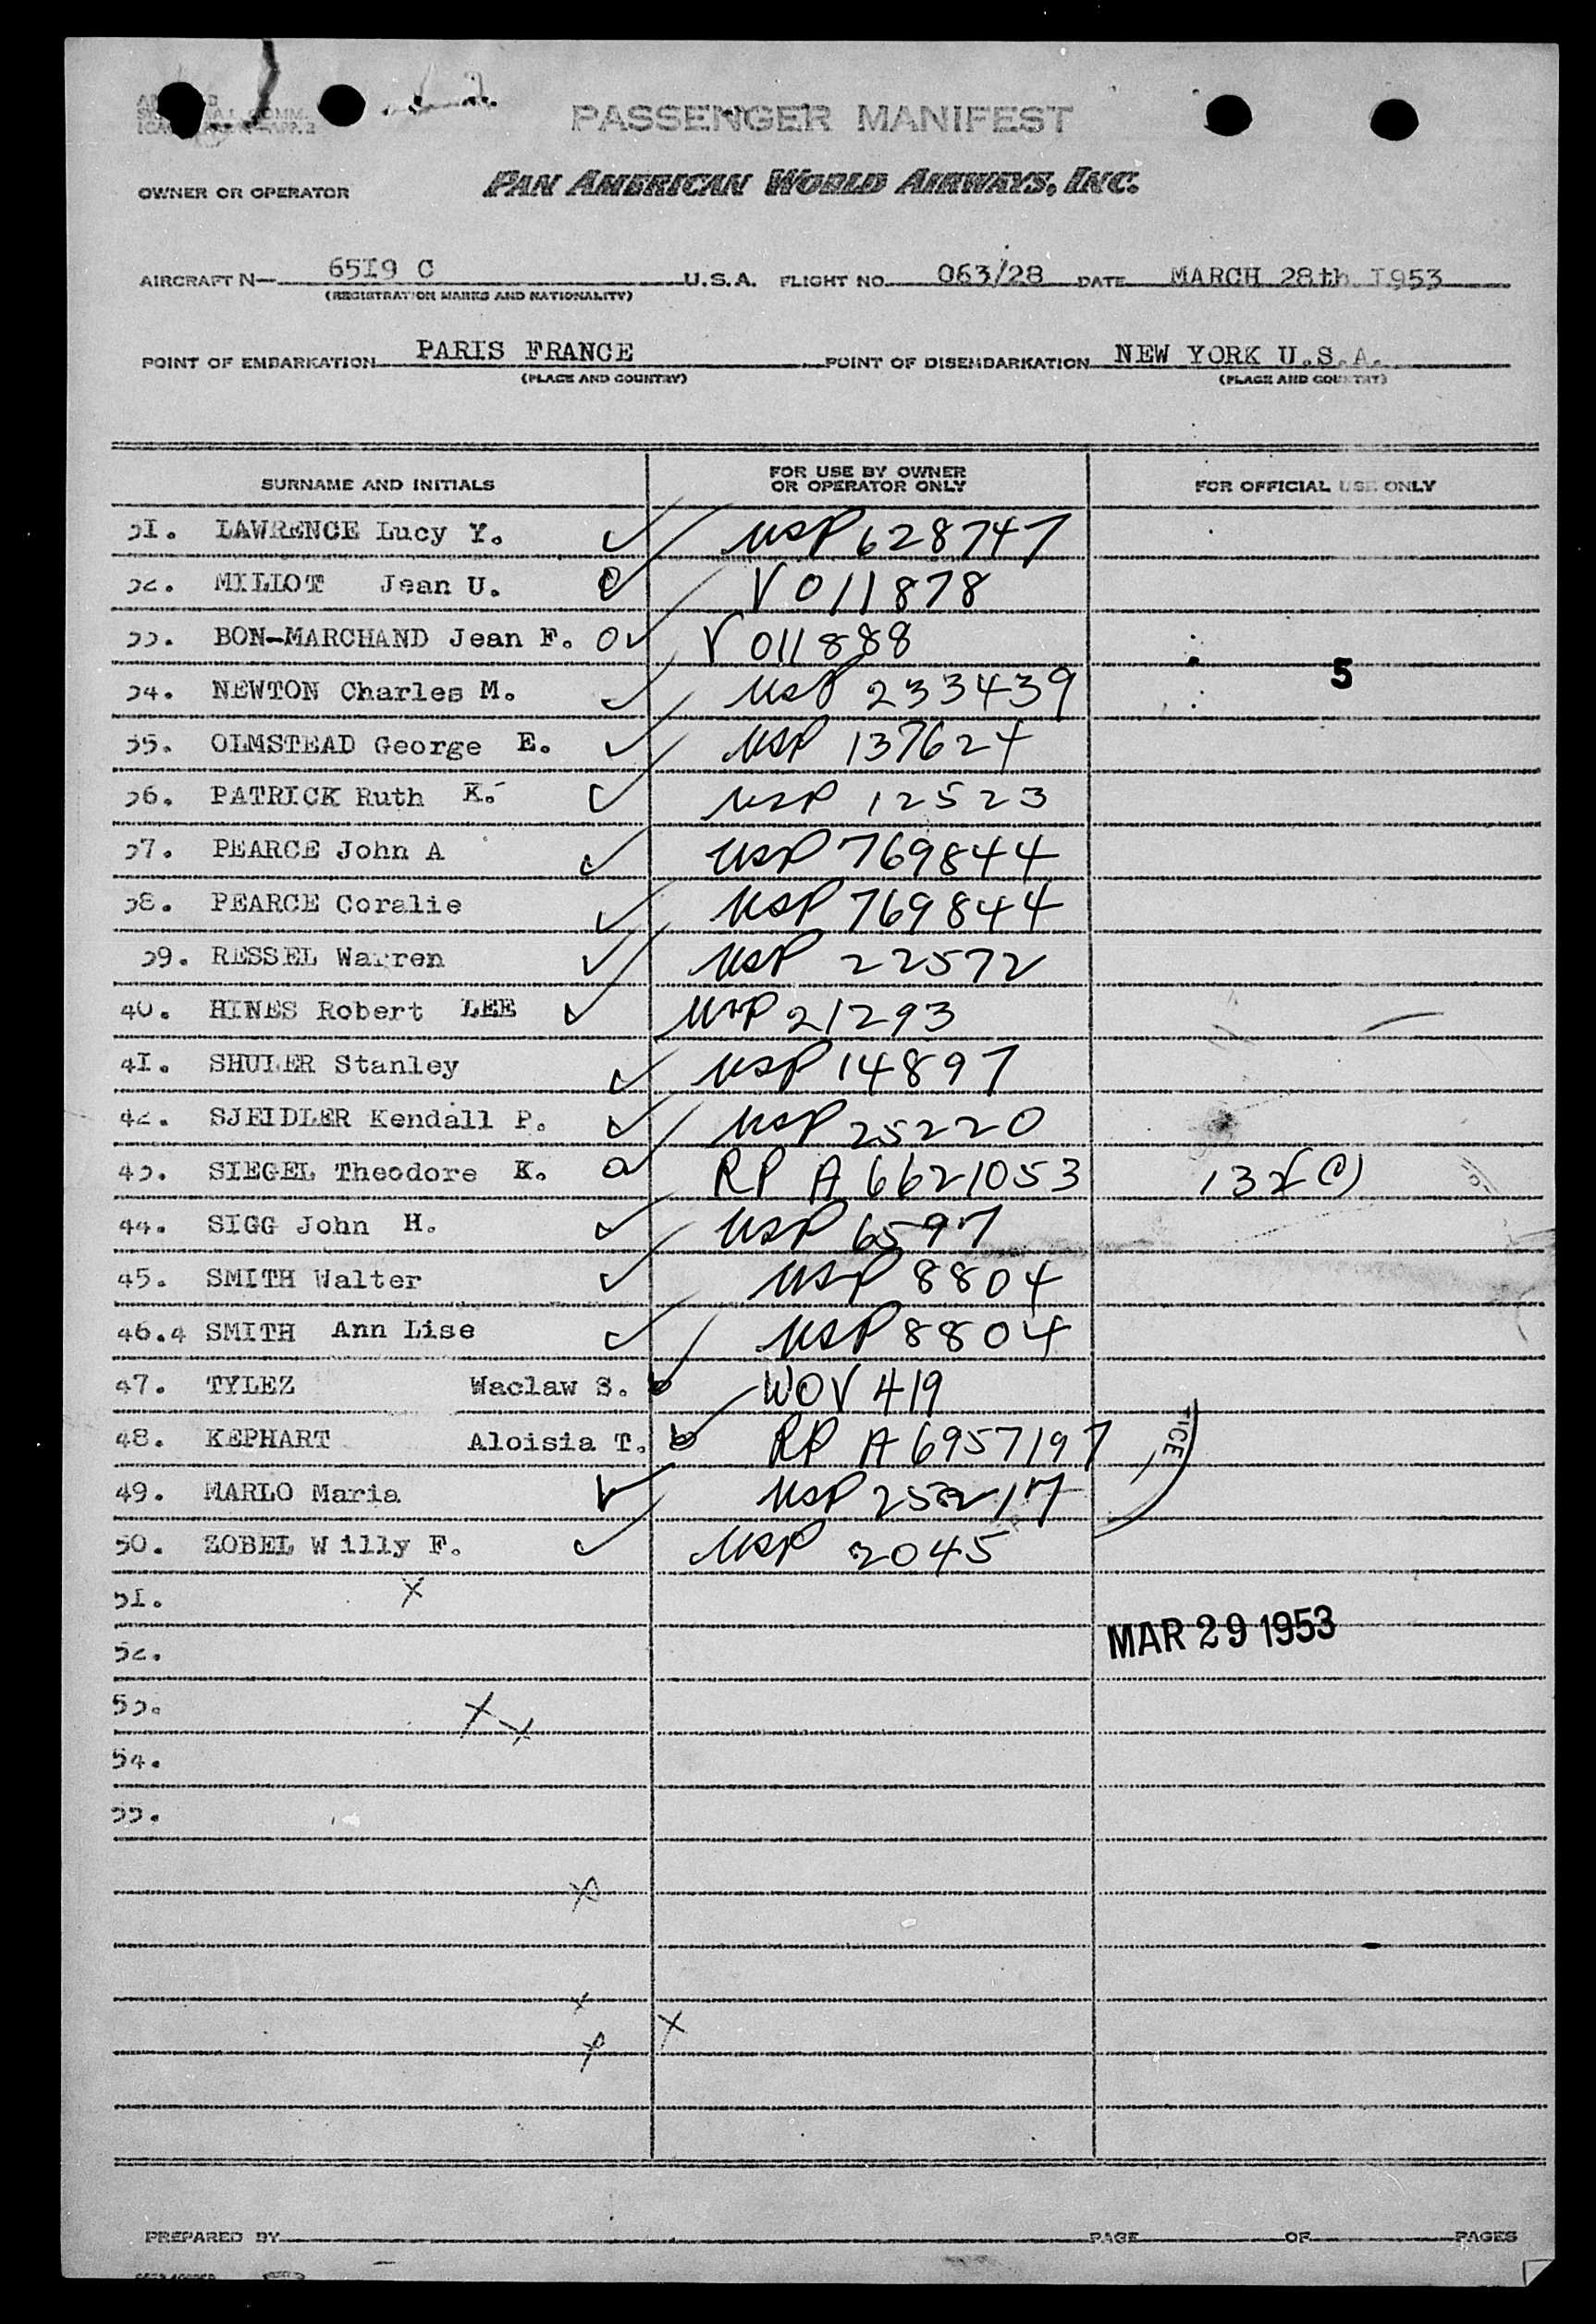 PASSENGER MANIFEST
OWNER OR OPERATOR PAN AMERICAN WORLD AIRWAYS, INC.
AIRCRAFT N— 65I9 C U.S.A. FLIGHT NO. 063/28 DATE MARCH 28th I953
(REGISTRATION MARKS AND NATIONALITY)
POINT OF EMBARKATION PARIS FRANCE POINT OF DISEMBARKATION NEW YORK U.S.A.
(PLACE AND COUNTRY) (PLACE AND COUNTRY)
SURNAME AND INITIALS FOR USE BY OWNER OR OPERATOR ONLY FOR OFFICIAL USE ONLY
3I. LAWRENCE Lucy Y. USP 628747
32. MILLOT Jean U. V 011878
33. BON-MARCHAND Jean F. O V 011888
34. NEWTON Charles M. USP 233439 5
35. OLMSTEAD George E. USP 137624
36. PATRICK Ruth K. USP 12523
37. PEARCE John A USP 769844
38. PEARCE Coralie USP 769844
39. RESSEL Warren USP 22572
40. HINES Robert LEE USP 21293
4I. SHULER Stanley USP 14897
42. SJEIDLER Kendall P. USP 25220
43. SIEGEL Theodore K. RP A 6621053
44. SIGG John H. USP 6597
45. SMITH Walter USP 8804
46.4 SMITH Ann Lise USP 8804
47. TYLEZ Waclaw S. WOV 419
48. KEPHART Aloisia T. RP A 6957197
49. MARLO Maria USP
50. ZOBEL W illy F. USP 2045
5I. X
52. MAR 29 1953
53. X X
54.
55.
X
X
X
X
PREPARED BY PAGE OF PAGES